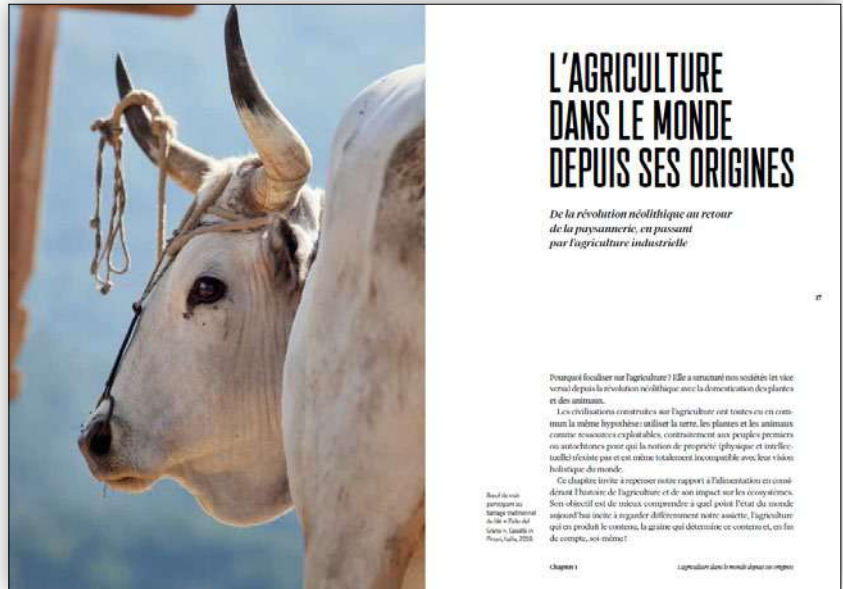 L'AGRICULTURE
DANS LE MONDE
DEPUIS SES ORIGINES
De la révolution néolithique au retour
de la paysannerie, en passant
par l'agriculture industrielle
17
Pourquoi focaliser sur l'agriculture ? Elle a structuré nos sociétés (et vice
versa) depuis la révolution néolithique avec la domestication des plantes
et des animaux.
Les civilisations construites sur l'agriculture ont toutes eu en com-
mun la même hypothèse : utiliser la terre, les plantes et les animaux
comme ressources exploitables, contrairement aux peuples premiers
ou autochtones pour qui la notion de propriété (physique et intellec-
tuelle) n'existe pas et est même totalement incompatible avec leur vision
holistique du monde.
Ce chapitre invite à repenser notre rapport à l'alimentation en consi-
dérant l'histoire de l'agriculture et de son impact sur les écosystèmes.
Son objectif est de mieux comprendre à quel point l'état du monde
aujourd'hui incite à regarder différemment notre assiette, l'agriculture
qui en produit le contenu, la graine qui détermine ce contenu et, en fin
de compte, soi-même !
Bœuf de trait
participant au
battage traditionnel
du blé « Palio del
Grano »,
Italie, 2019.
Chapitre 1
L'agriculture dans le monde depuis ses origines